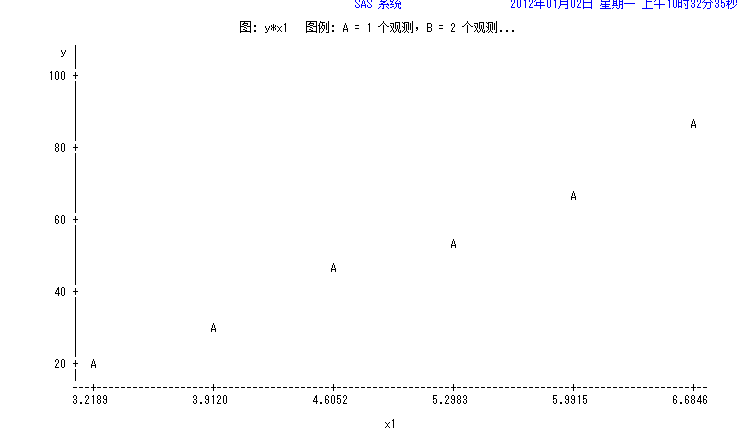 SAS 系统 2012年01月02日 星期一 上午10时32分35秒
图: y*x1 图例: A = 1 个观测, B = 2 个观测...
y
100
A
80
A
60
A
A
40
A
20 A
3.2189 3.9120 4.6052 5.2983 5.9915 6.6846
x1